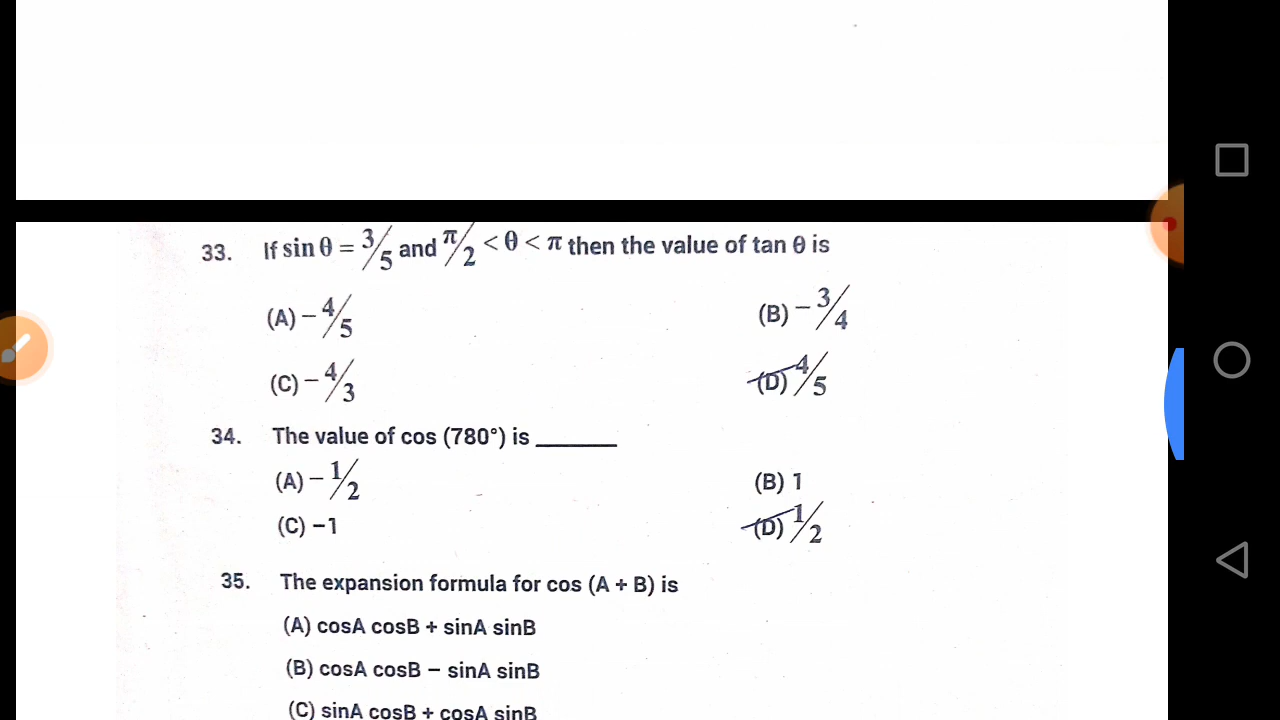 33. If sin θ = 3/5 and π/2 < θ < π then the value of tan θ is
(A) – 4/5 (B) – 3/4
(C) – 4/3 (D) 4/5
34. The value of cos (780°) is ______
(A) – 1/2 (B) 1
(C) –1 (D) 1/2
35. The expansion formula for cos (A + B) is
(A) cosA cosB + sinA sinB
(B) cosA cosB – sinA sinB
(C) sinA cosB + cosA sinB